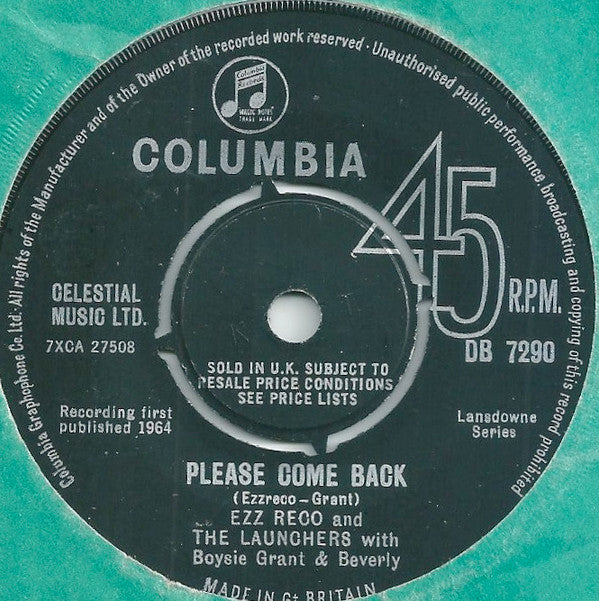 Columbia Graphophone Co. Ltd. · All rights of the Manufacturer and of the Owner of the recorded work reserved · Unauthorised public performance, broadcasting and copying of this record prohibited
Columbia
Records
MAGIC NOTES
TRADE MARK
COLUMBIA
45
R.P.M.
CELESTIAL
MUSIC LTD.
7XCA 27508
DB 7290
SOLD IN U.K. SUBJECT TO
RESALE PRICE CONDITIONS
SEE PRICE LISTS
Recording first
published 1964
Lansdowne
Series
PLEASE COME BACK
(Ezzreco – Grant)
EZZ RECO and
THE LAUNCHERS with
Boysie Grant & Beverly
MADE IN Gt BRITAIN